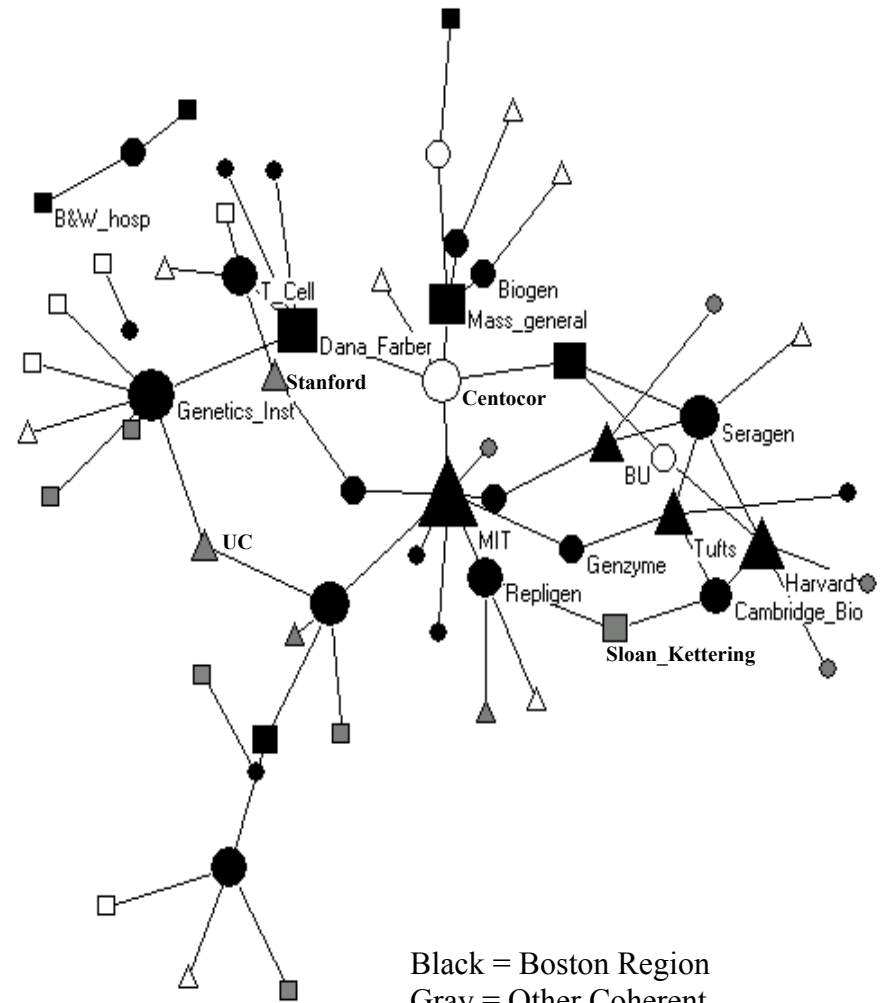 B&W_hosp
T_Cell
Biogen
Mass_general
Dana_Farber
Stanford
Centocor
Genetics_Inst
Seragen
BU
MIT
UC
Genzyme
Tufts
Repligen
Harvard
Cambridge_Bio
Sloan_Kettering
Black = Boston Region
Gray = Other Coherent